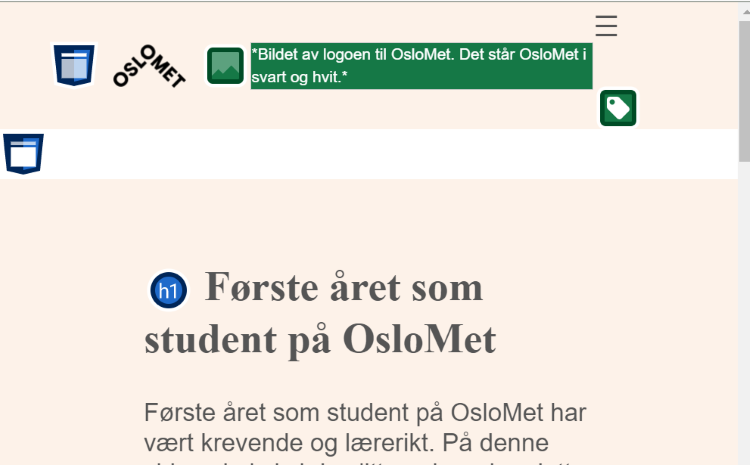 OSLOMET
*Bildet av logoen til OsloMet. Det står OsloMet i
svart og hvit.*
h1 Første året som
student på OsloMet
Første året som student på OsloMet har
vært krevende og lærerikt. På denne